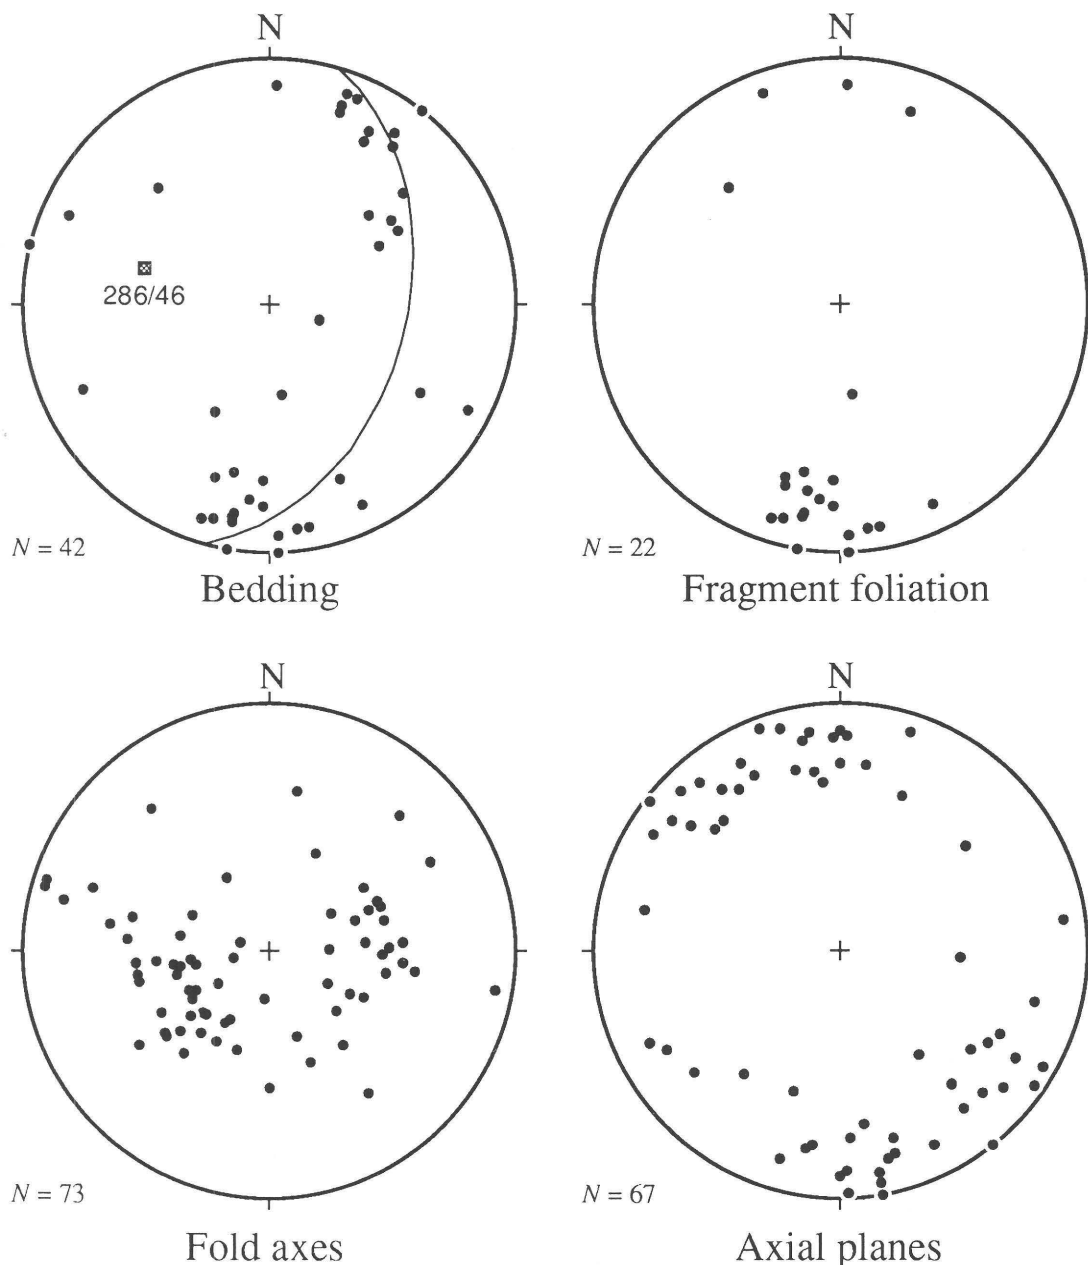 N N
286/46
N = 42 N = 22
Bedding Fragment foliation
N N
N = 73 N = 67
Fold axes Axial planes